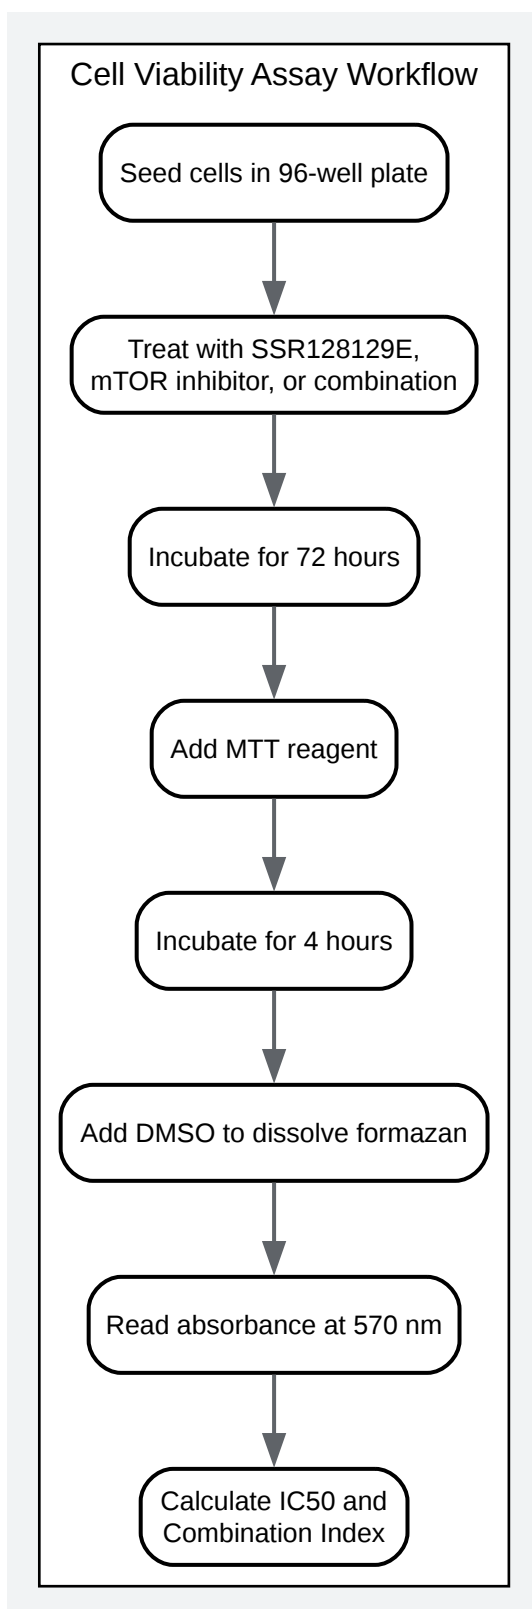 Cell Viability Assay Workflow
Seed cells in 96-well plate
Treat with SSR128129E,
mTOR inhibitor, or combination
Incubate for 72 hours
Add MTT reagent
Incubate for 4 hours
Add DMSO to dissolve formazan
Read absorbance at 570 nm
Calculate IC50 and
Combination Index